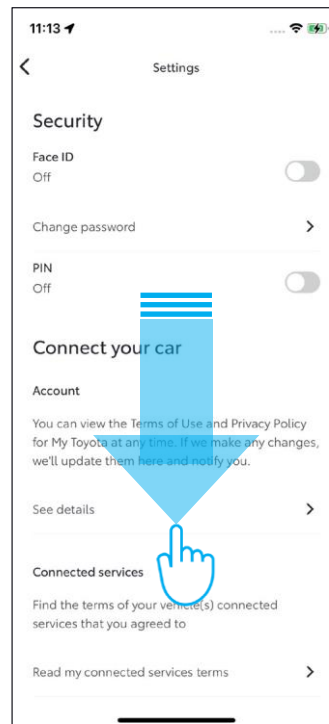 11:13
Settings
Security
Face ID
Off
Change password
PIN
Off
Connect your car
Account
You can view the Terms of Use and Privacy Policy
for My Toyota at any time. If we make any changes,
we'll update them here and notify you.
See details
Connected services
Find the terms of your vehicle(s) connected
services that you agreed to
Read my connected services terms